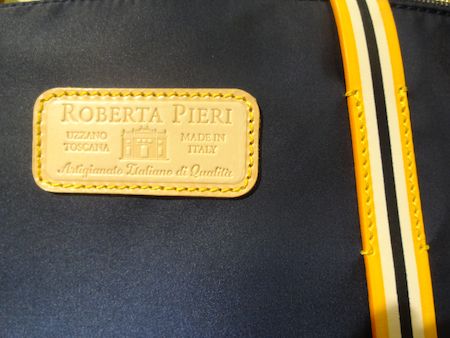 ROBERTA PIERI
UZZANO MADE IN
TOSCANA ITALY
Artigianato Italiano di Qualità